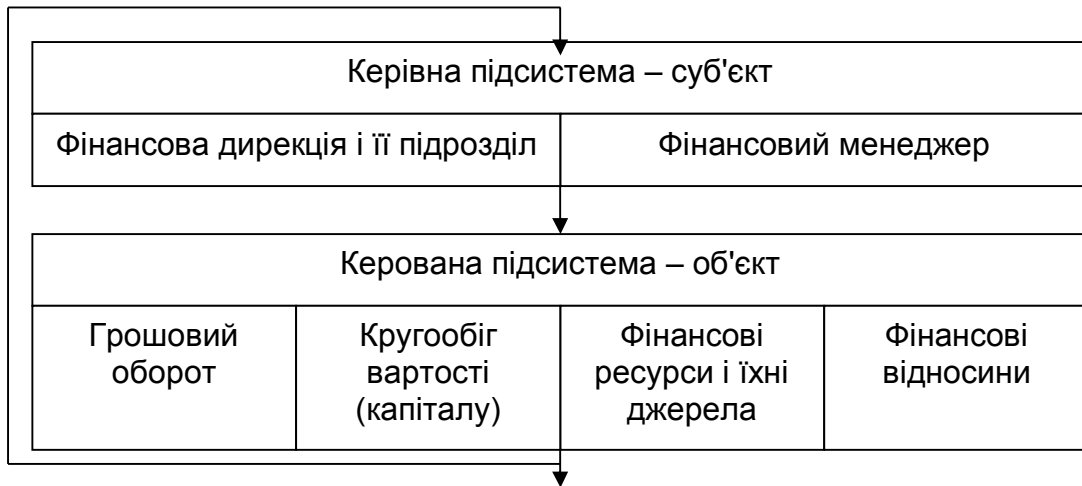 Керівна підсистема – суб'єкт
Фінансова дирекція і її підрозділ
Фінансовий менеджер
Керована підсистема – об'єкт
Грошовий
оборот
Кругообіг
вартості
(капіталу)
Фінансові
ресурси і їхні
джерела
Фінансові
відносини